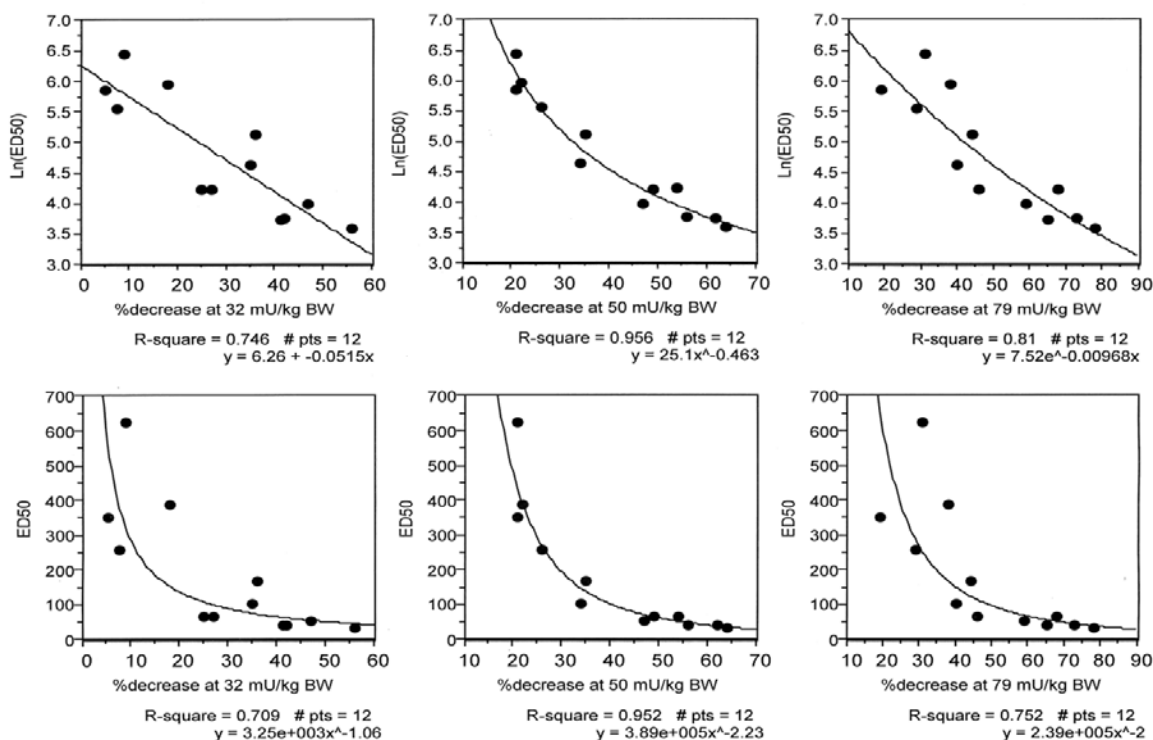 7.0
6.5
6.0
5.5
5.0
4.5
4.0
3.5
3.0
Ln(ED50)
0 10 20 30 40 50 60
%decrease at 32 mU/kg BW
R-square = 0.746 # pts = 12
y = 6.26 + -0.0515x
7.0
6.5
6.0
5.5
5.0
4.5
4.0
3.5
3.0
Ln(ED50)
10 20 30 40 50 60 70
%decrease at 50 mU/kg BW
R-square = 0.956 # pts = 12
y = 25.1x^-0.463
7.0
6.5
6.0
5.5
5.0
4.5
4.0
3.5
3.0
Ln(ED50)
10 20 30 40 50 60 70 80 90
%decrease at 79 mU/kg BW
R-square = 0.81 # pts = 12
y = 7.52e^-0.00968x
700
600
500
400
300
200
100
0
ED50
0 10 20 30 40 50 60
%decrease at 32 mU/kg BW
R-square = 0.709 # pts = 12
y = 3.25e+003x^-1.06
700
600
500
400
300
200
100
0
ED50
10 20 30 40 50 60 70
%decrease at 50 mU/kg BW
R-square = 0.952 # pts = 12
y = 3.89e+005x^-2.23
700
600
500
400
300
200
100
0
ED50
10 20 30 40 50 60 70 80 90
%decrease at 79 mU/kg BW
R-square = 0.752 # pts = 12
y = 2.39e+005x^-2